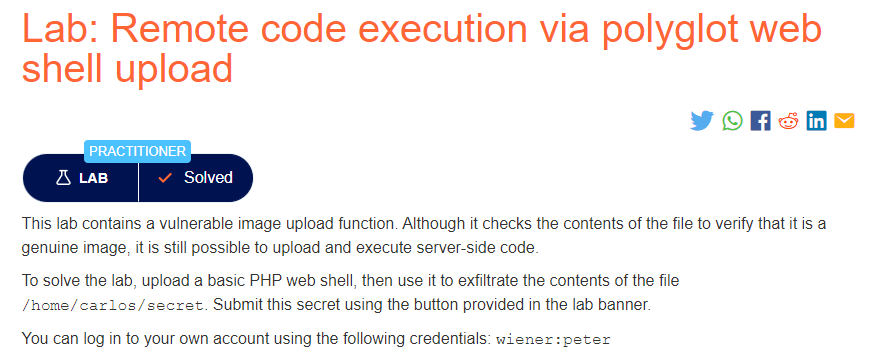 Lab: Remote code execution via polyglot web
shell upload
PRACTITIONER
LAB
Solved
This lab contains a vulnerable image upload function. Although it checks the contents of the file to verify that it is a
genuine image, it is still possible to upload and execute server-side code.
To solve the lab, upload a basic PHP web shell, then use it to exfiltrate the contents of the file
/home/carlos/secret. Submit this secret using the button provided in the lab banner.
You can log in to your own account using the following credentials: wiener:peter